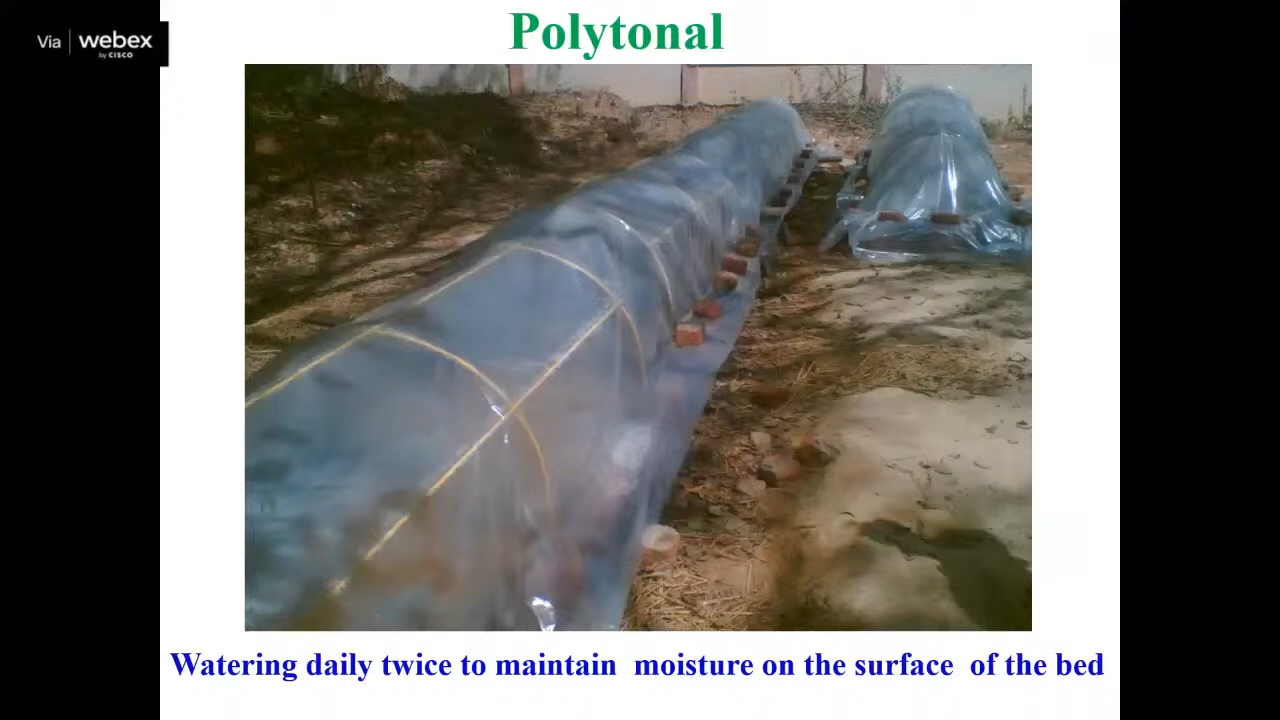 Polytonal
Via webex
by CISCO
Watering daily twice to maintain moisture on the surface of the bed